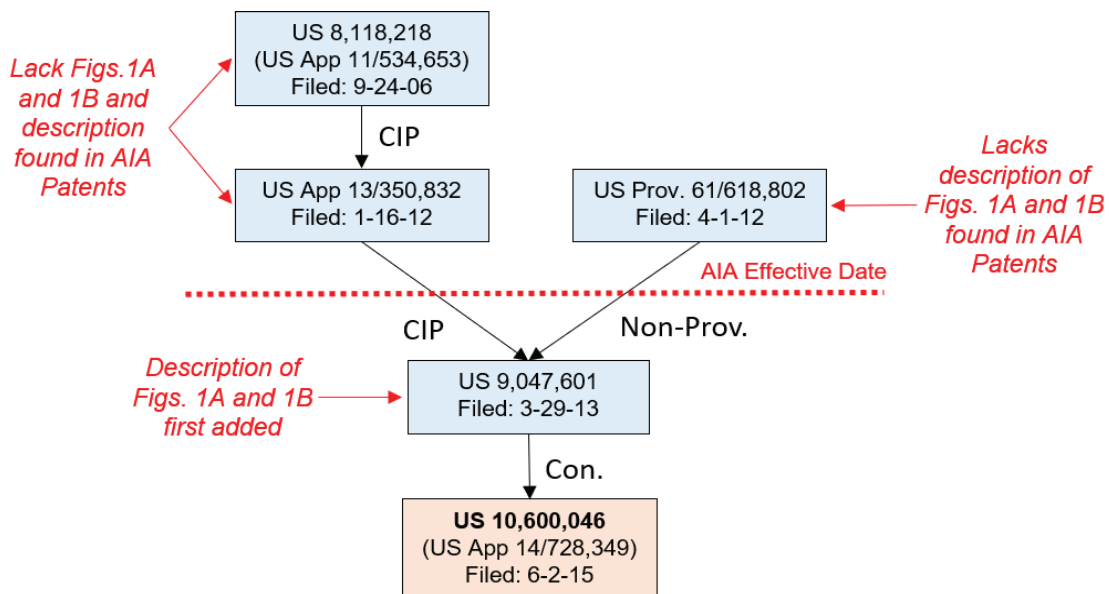 US 8,118,218
(US App 11/534,653)
Filed: 9-24-06
Lack Figs.1A
and 1B and
description
found in AIA
Patents
CIP
US App 13/350,832
Filed: 1-16-12
US Prov. 61/618,802
Filed: 4-1-12
Lacks
description of
Figs. 1A and 1B
found in AIA
Patents
AIA Effective Date
CIP
Non-Prov.
Description of
Figs. 1A and 1B
first added
US 9,047,601
Filed: 3-29-13
Con.
US 10,600,046
(US App 14/728,349)
Filed: 6-2-15